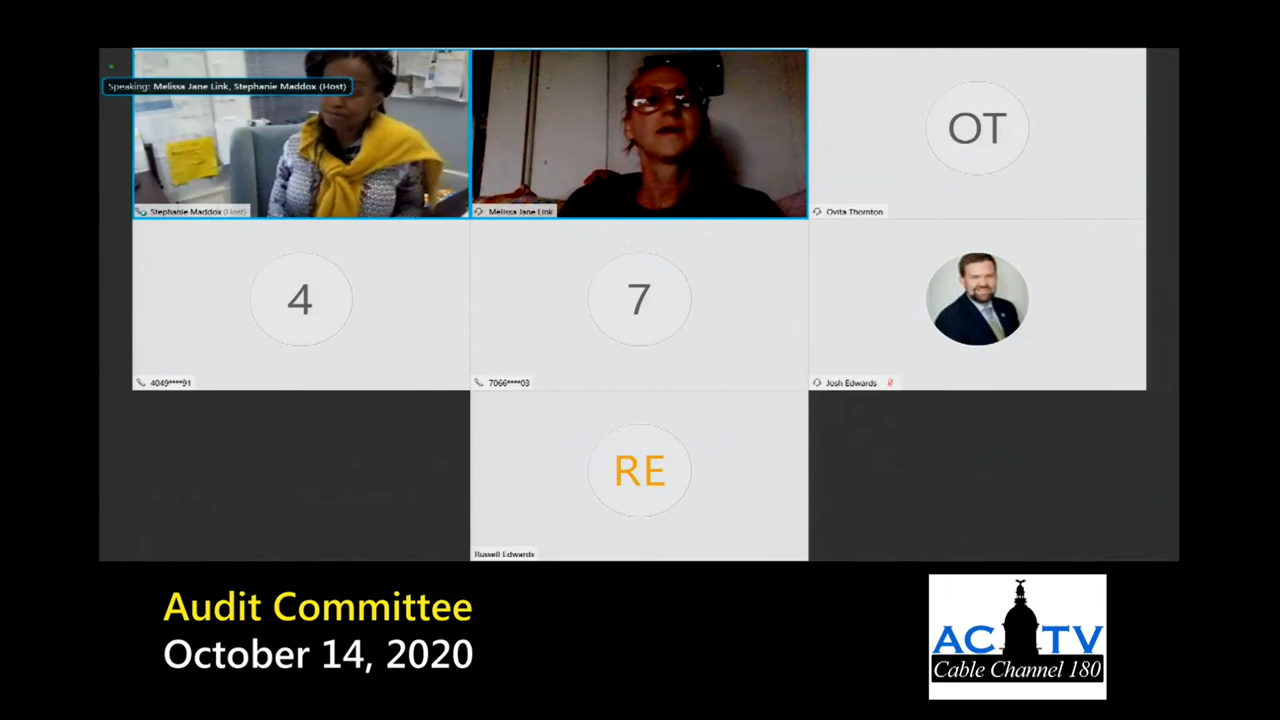 Speaking: Melissa Jane Link, Stephanie Maddox (Host)
Stephanie Maddox (Host)
Melissa Jane Link
OT
Ovita Thornton
4
4049****91
7
7066****03
Josh Edwards
RE
Russell Edwards
Audit Committee
October 14, 2020
AC TV
Cable Channel 180